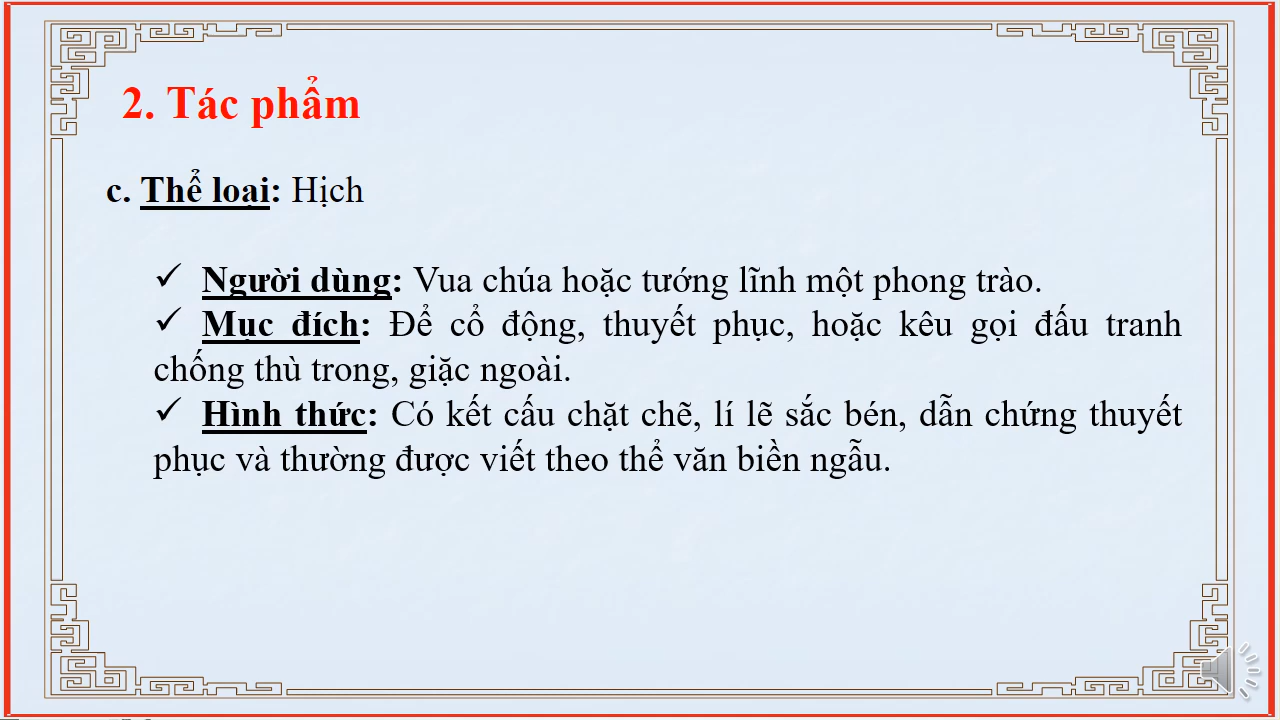 2. Tác phẩm
c. Thể loại: Hịch
✓ Người dùng: Vua chúa hoặc tướng lĩnh một phong trào.
✓ Mục đích: Để cổ động, thuyết phục, hoặc kêu gọi đấu tranh
chống thù trong, giặc ngoài.
✓ Hình thức: Có kết cấu chặt chẽ, lí lẽ sắc bén, dẫn chứng thuyết
phục và thường được viết theo thể văn biền ngẫu.